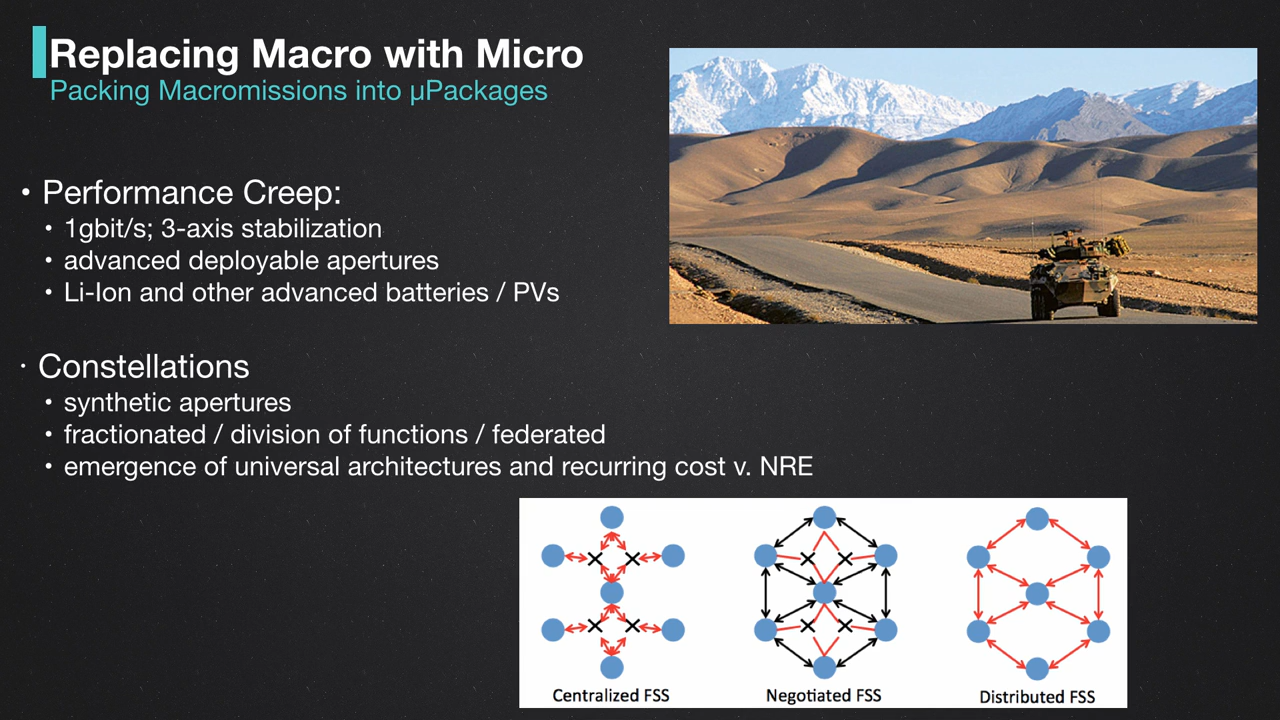 Replacing Macro with Micro
Packing Macromissions into µPackages
• Performance Creep:
• 1gbit/s; 3-axis stabilization
• advanced deployable apertures
• Li-Ion and other advanced batteries / PVs
· Constellations
• synthetic apertures
• fractionated / division of functions / federated
• emergence of universal architectures and recurring cost v. NRE
Centralized FSS
Negotiated FSS
Distributed FSS